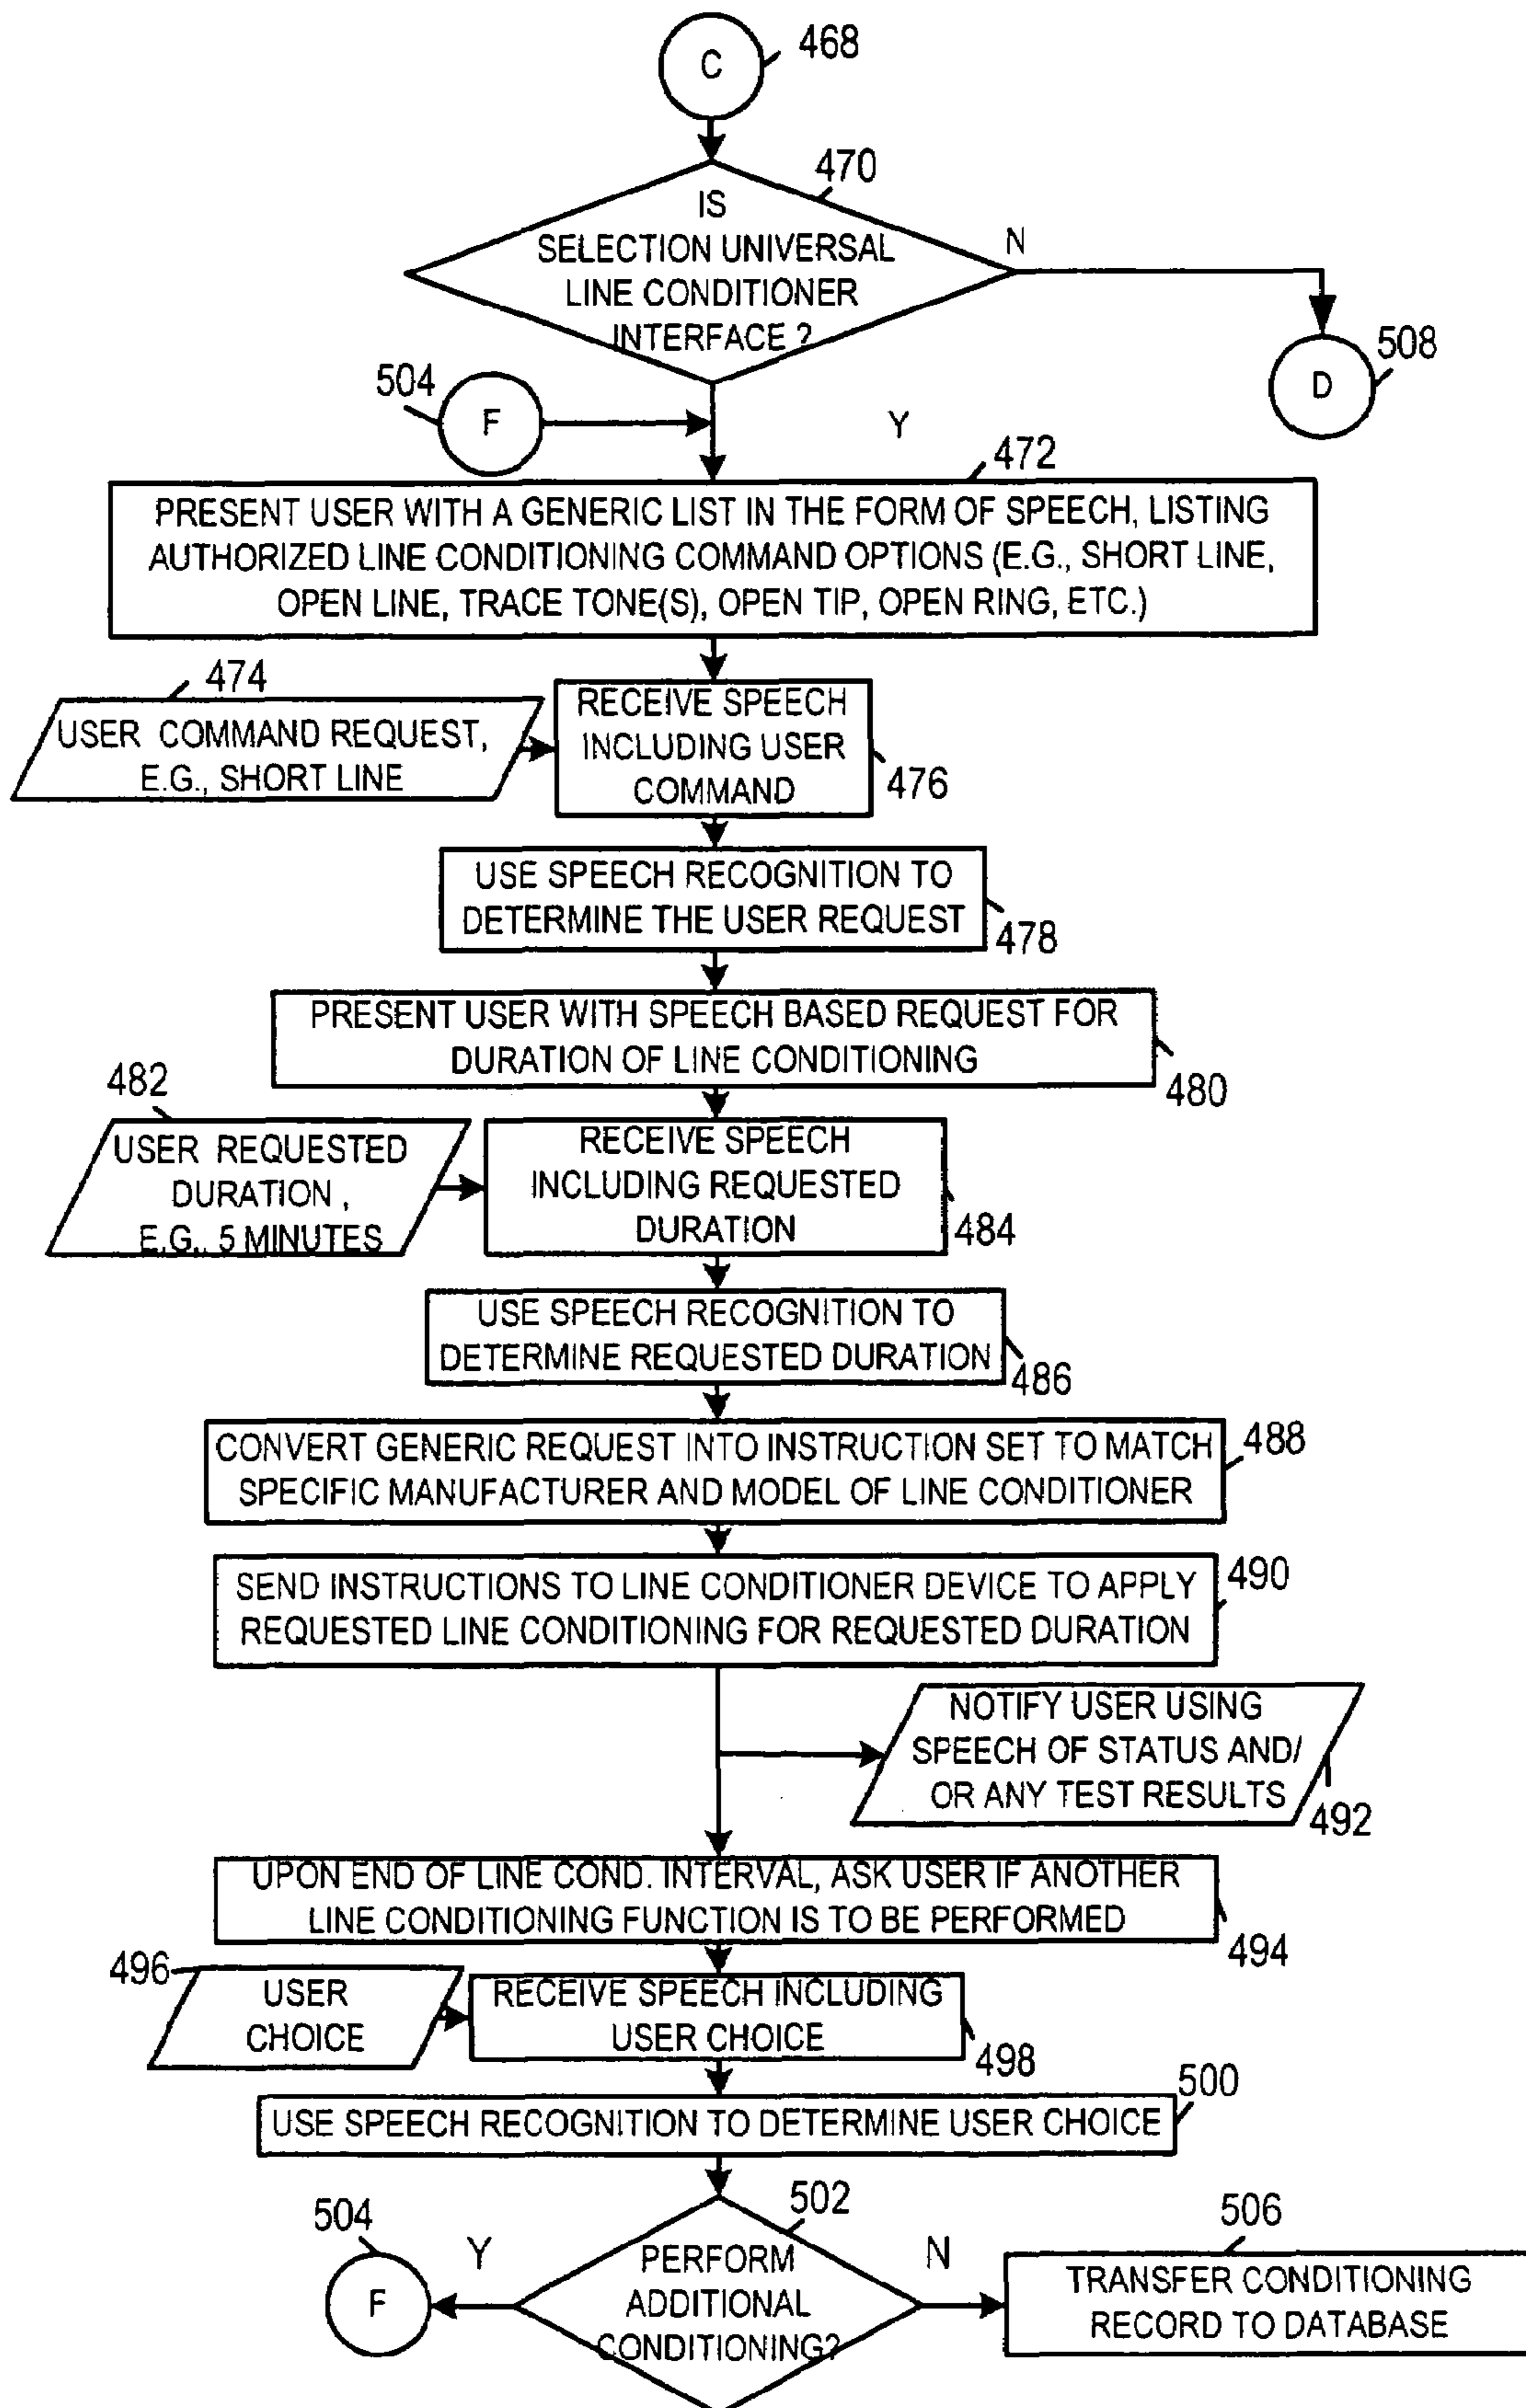 C
468
470
IS
SELECTION UNIVERSAL
LINE CONDITIONER
INTERFACE ?
N
D
508
504
F
Y
472
PRESENT USER WITH A GENERIC LIST IN THE FORM OF SPEECH, LISTING
AUTHORIZED LINE CONDITIONING COMMAND OPTIONS (E.G., SHORT LINE,
OPEN LINE, TRACE TONE(S), OPEN TIP, OPEN RING, ETC.)
474
USER COMMAND REQUEST,
E.G., SHORT LINE
RECEIVE SPEECH
INCLUDING USER
COMMAND
476
USE SPEECH RECOGNITION TO
DETERMINE THE USER REQUEST
478
PRESENT USER WITH SPEECH BASED REQUEST FOR
DURATION OF LINE CONDITIONING
480
482
USER REQUESTED
DURATION ,
E.G., 5 MINUTES
RECEIVE SPEECH
INCLUDING REQUESTED
DURATION
484
USE SPEECH RECOGNITION TO
DETERMINE REQUESTED DURATION
486
CONVERT GENERIC REQUEST INTO INSTRUCTION SET TO MATCH
SPECIFIC MANUFACTURER AND MODEL OF LINE CONDITIONER
488
SEND INSTRUCTIONS TO LINE CONDITIONER DEVICE TO APPLY
REQUESTED LINE CONDITIONING FOR REQUESTED DURATION
490
NOTIFY USER USING
SPEECH OF STATUS AND/
OR ANY TEST RESULTS
492
UPON END OF LINE COND. INTERVAL, ASK USER IF ANOTHER
LINE CONDITIONING FUNCTION IS TO BE PERFORMED
494
496
USER
CHOICE
RECEIVE SPEECH INCLUDING
USER CHOICE
498
500
USE SPEECH RECOGNITION TO DETERMINE USER CHOICE
502
PERFORM
ADDITIONAL
CONDITIONING?
504
F
Y
N
506
TRANSFER CONDITIONING
RECORD TO DATABASE